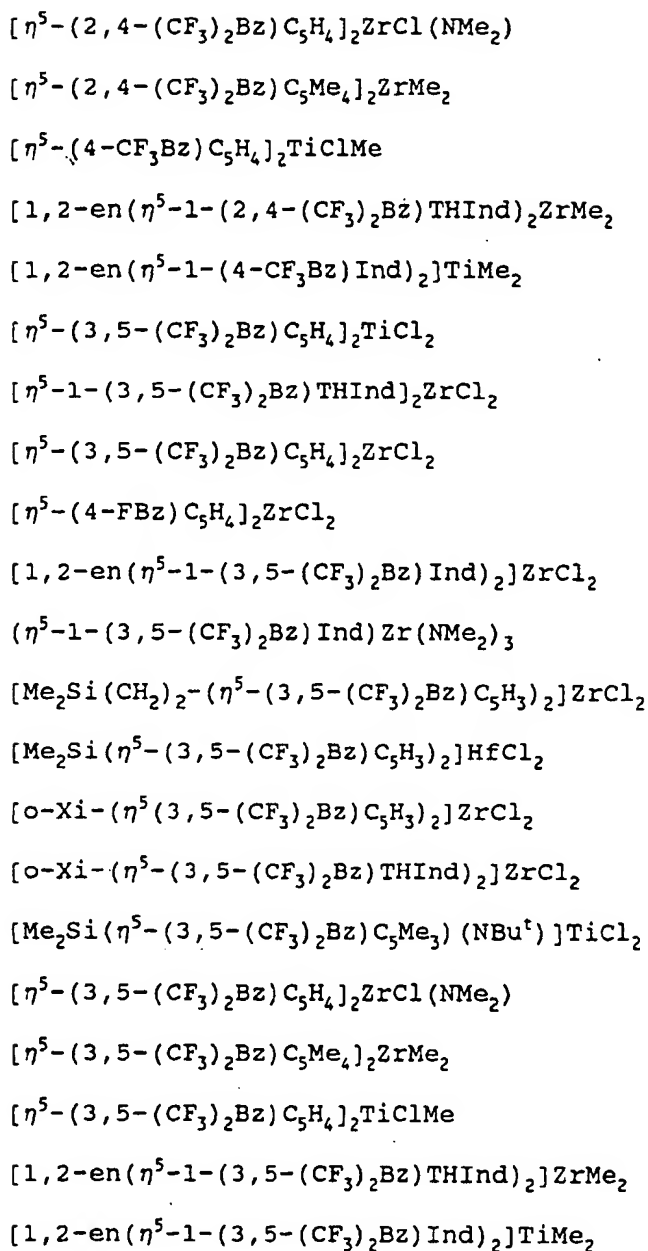 [η⁵-(2,4-(CF₃)₂Bz)C₅H₄]₂ZrCl(NMe₂)
[η⁵-(2,4-(CF₃)₂Bz)C₅Me₄]₂ZrMe₂
[η⁵-(4-CF₃Bz)C₅H₄]₂TiClMe
[1,2-en(η⁵-1-(2,4-(CF₃)₂Bz)THInd)₂ZrMe₂
[1,2-en(η⁵-1-(4-CF₃Bz)Ind)₂]TiMe₂
[η⁵-(3,5-(CF₃)₂Bz)C₅H₄]₂TiCl₂
[η⁵-1-(3,5-(CF₃)₂Bz)THInd]₂ZrCl₂
[η⁵-(3,5-(CF₃)₂Bz)C₅H₄]₂ZrCl₂
[η⁵-(4-FBz)C₅H₄]₂ZrCl₂
[1,2-en(η⁵-1-(3,5-(CF₃)₂Bz)Ind)₂]ZrCl₂
(η⁵-1-(3,5-(CF₃)₂Bz)Ind)Zr(NMe₂)₃
[Me₂Si(CH₂)₂-(η⁵-(3,5-(CF₃)₂Bz)C₅H₃)₂]ZrCl₂
[Me₂Si(η⁵-(3,5-(CF₃)₂Bz)C₅H₃)₂]HfCl₂
[o-Xi-(η⁵(3,5-(CF₃)₂Bz)C₅H₃)₂]ZrCl₂
[o-Xi-(η⁵-(3,5-(CF₃)₂Bz)THInd)₂]ZrCl₂
[Me₂Si(η⁵-(3,5-(CF₃)₂Bz)C₅Me₃)(NBuᵗ)]TiCl₂
[η⁵-(3,5-(CF₃)₂Bz)C₅H₄]₂ZrCl(NMe₂)
[η⁵-(3,5-(CF₃)₂Bz)C₅Me₄]₂ZrMe₂
[η⁵-(3,5-(CF₃)₂Bz)C₅H₄]₂TiClMe
[1,2-en(η⁵-1-(3,5-(CF₃)₂Bz)THInd)₂]ZrMe₂
[1,2-en(η⁵-1-(3,5-(CF₃)₂Bz)Ind)₂]TiMe₂